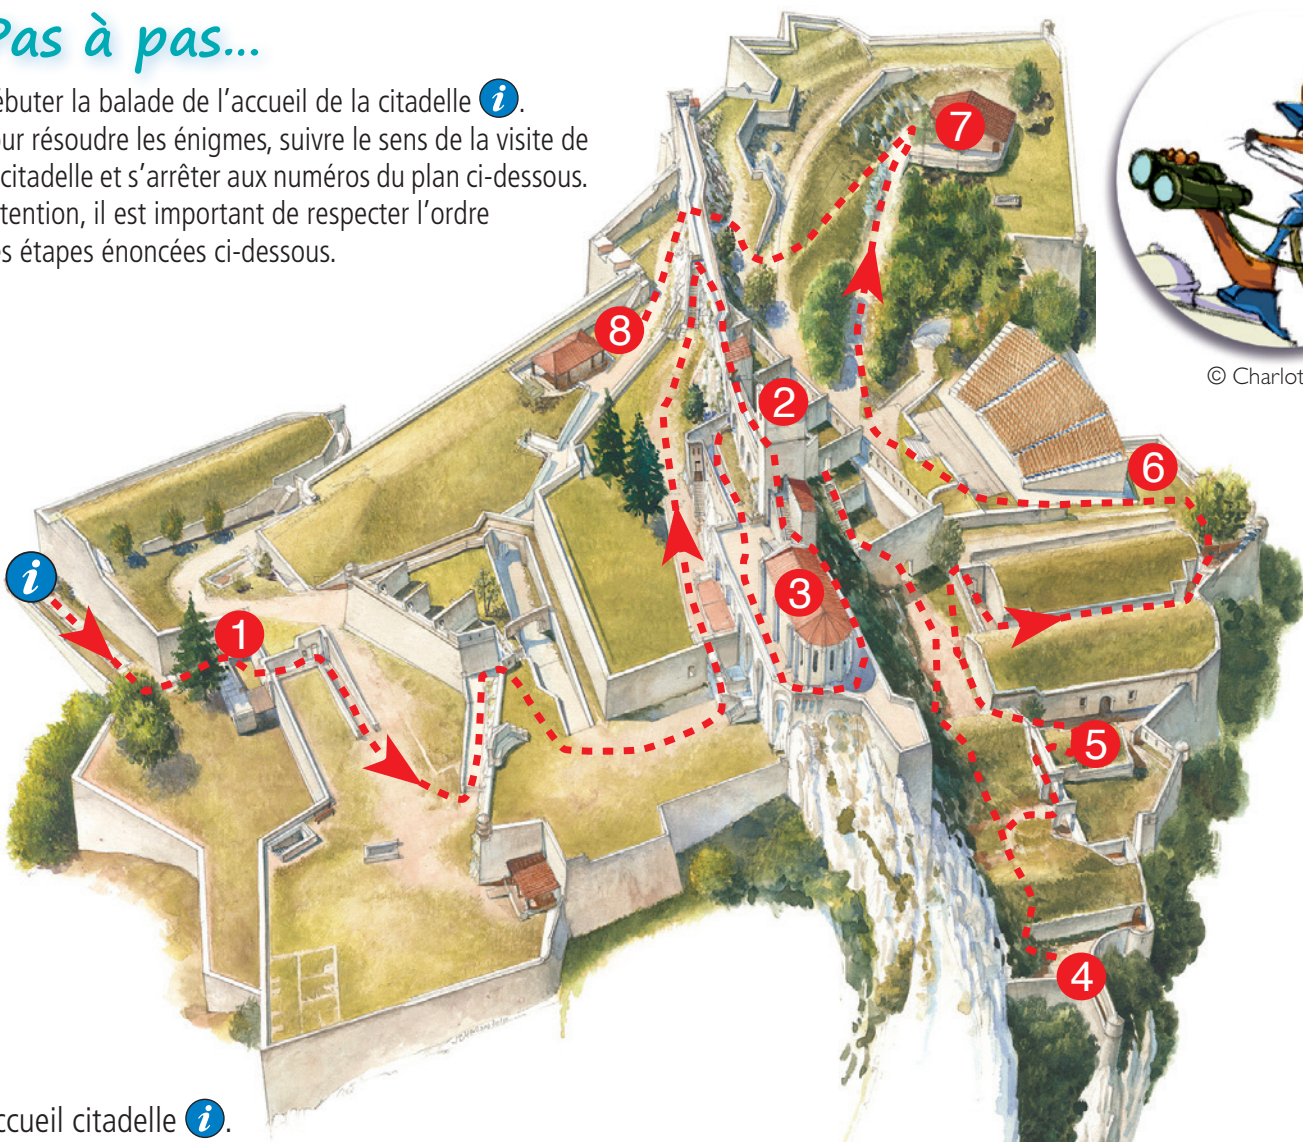 Pas à pas...
ébuter la balade de l'accueil de la citadelle i.
ur résoudre les énigmes, suivre le sens de la visite de
citadelle et s'arrêter aux numéros du plan ci-dessous.
tention, il est important de respecter l'ordre
s étapes énoncées ci-dessous.
7
8
© Charlot
2
6
i
3
1
5
4
ccueil citadelle i.